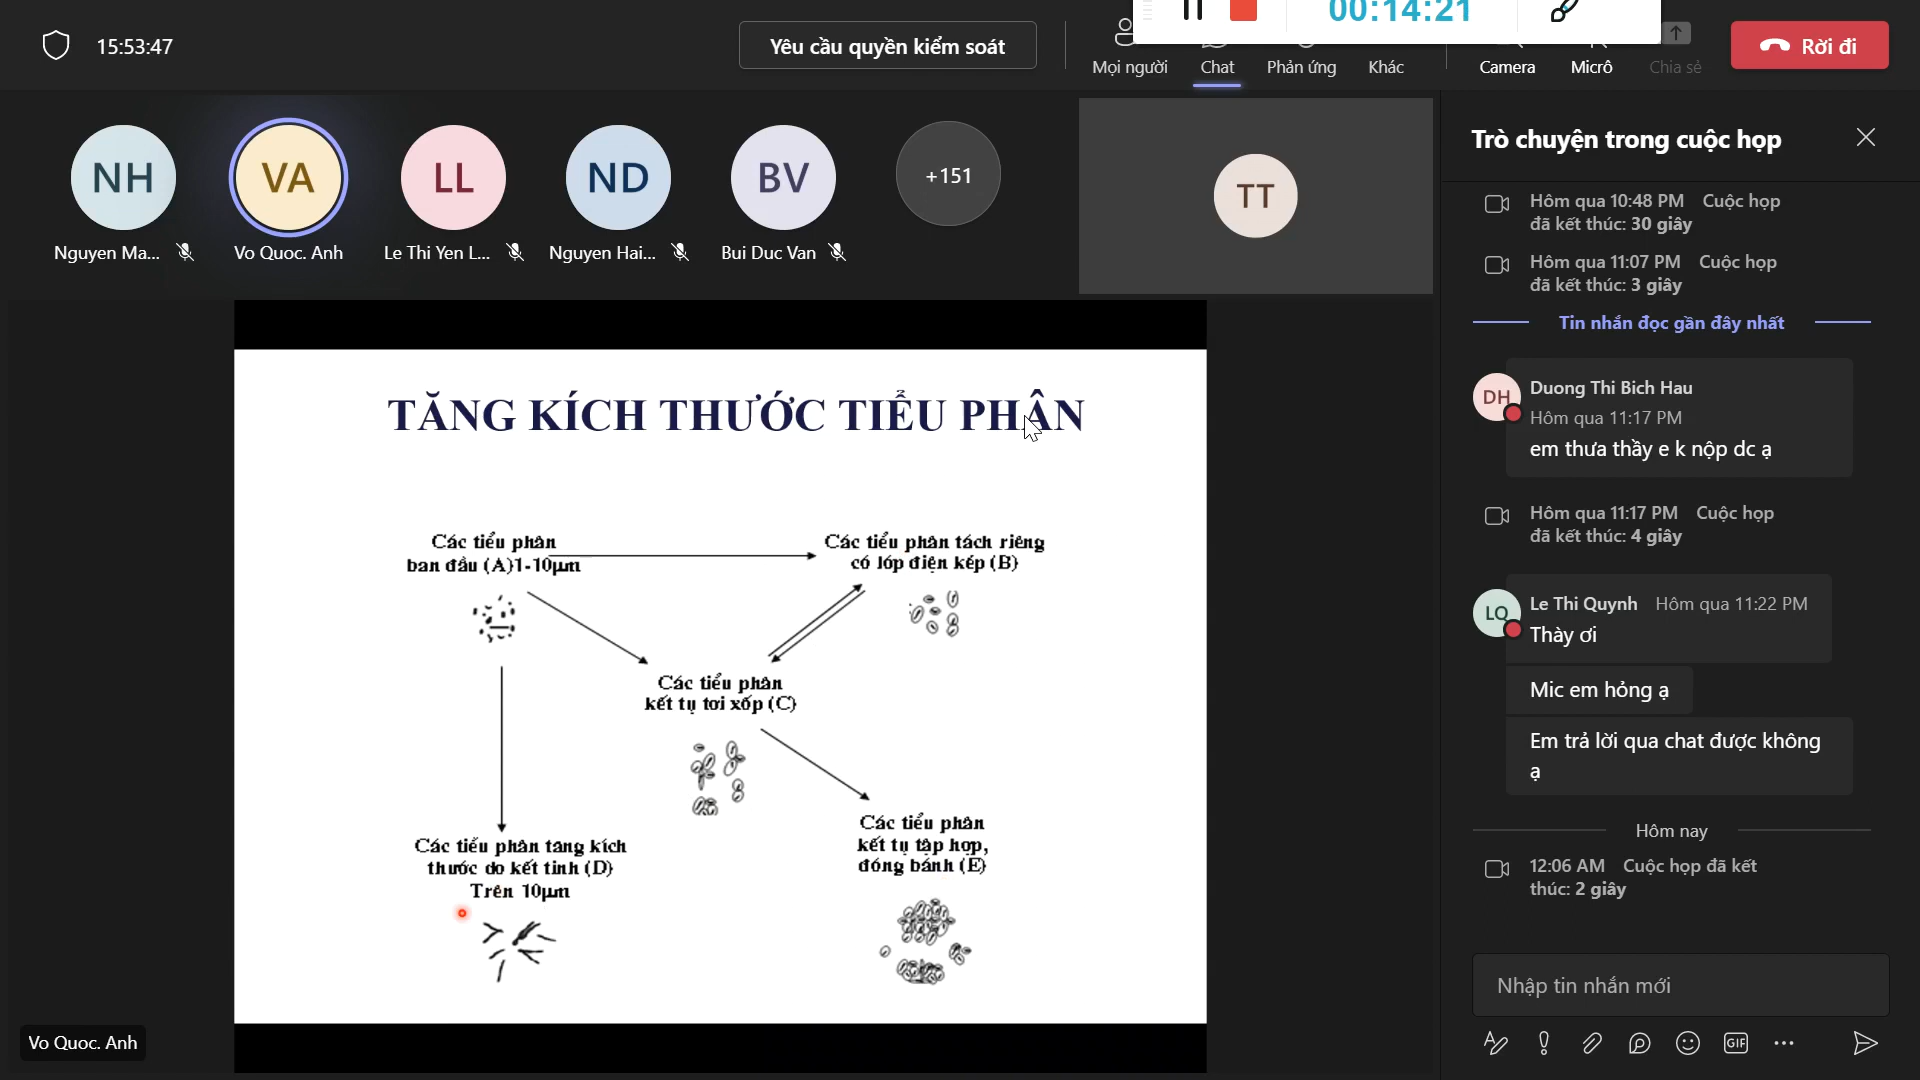 15:53:47
Yêu cầu quyền kiểm soát
00:14:21
Mọi người
Chat
Phản ứng
Khác
Camera
Micrô
Chia sẻ
Rời đi
NH
VA
LL
ND
BV
+151
TT
Nguyen Ma...
Vo Quoc. Anh
Le Thi Yen L...
Nguyen Hai...
Bui Duc Van
TĂNG KÍCH THƯỚC TIỂU PHÂN
Các tiểu phân
ban đầu (A)1-10µm
Các tiểu phân tách riêng
có lớp điện kép (B)
Các tiểu phân
kết tụ tơi xốp (C)
Các tiểu phân tăng kích
thước do kết tinh (D)
Trên 10µm
Các tiểu phân
kết tụ tập hợp,
đóng bánh (E)
Vo Quoc. Anh
Trò chuyện trong cuộc họp
Hôm qua 10:48 PM Cuộc họp
đã kết thúc: 30 giây
Hôm qua 11:07 PM Cuộc họp
đã kết thúc: 3 giây
Tin nhắn đọc gần đây nhất
DH
Duong Thi Bich Hau
Hôm qua 11:17 PM
em thưa thầy e k nộp dc ạ
Hôm qua 11:17 PM Cuộc họp
đã kết thúc: 4 giây
LQ
Le Thi Quynh Hôm qua 11:22 PM
Thày ơi
Mic em hỏng ạ
Em trả lời qua chat được không
ạ
Hôm nay
12:06 AM Cuộc họp đã kết
thúc: 2 giây
Nhập tin nhắn mới
GIF